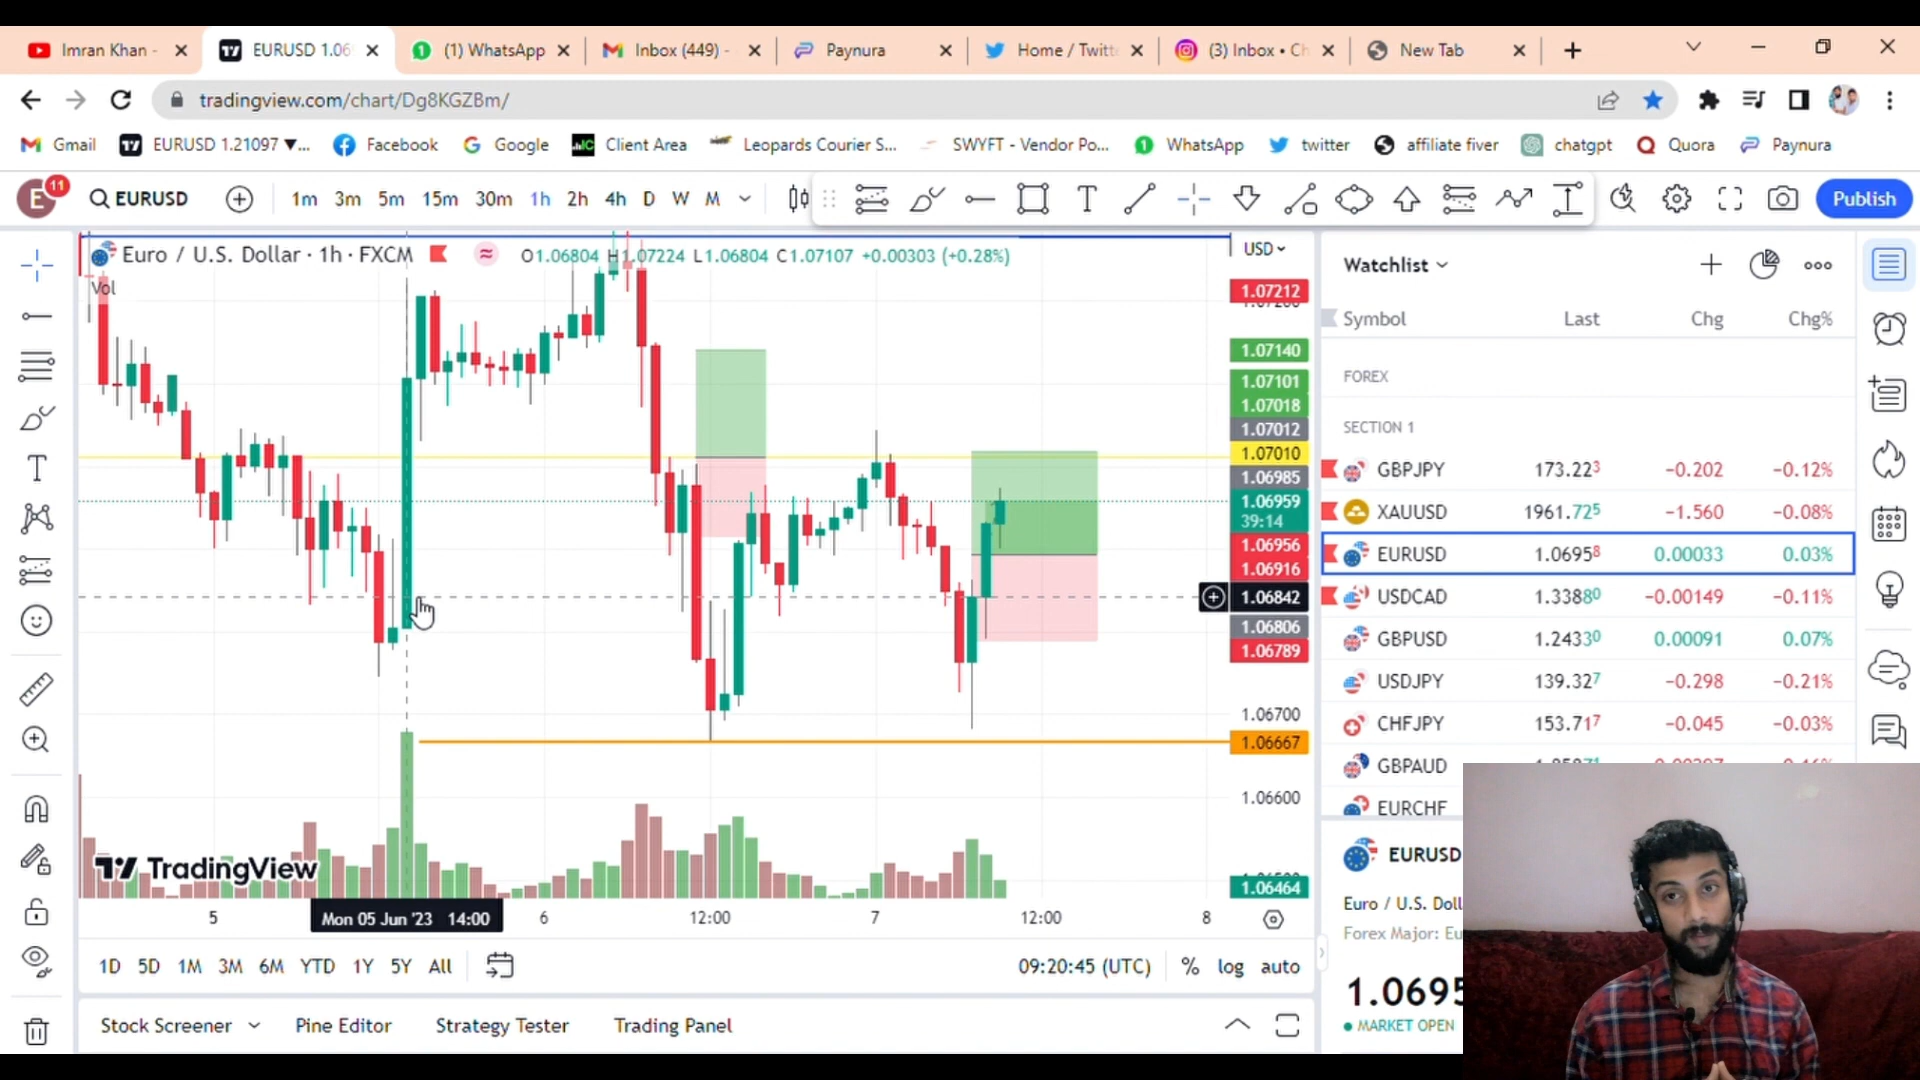 Imran Khan -
EURUSD 1.06
(1) WhatsApp
Inbox (449) -
Paynura
Home / Twitt
(3) Inbox • Ch
New Tab
tradingview.com/chart/Dg8KGZBm/
Gmail
EURUSD 1.21097 ▼...
Facebook
Google
Client Area
Leopards Courier S...
SWYFT - Vendor Po...
WhatsApp
twitter
affiliate fiver
chatgpt
Quora
Paynura
E 11
EURUSD
1m 3m 5m 15m 30m 1h 2h 4h D W M
Publish
Euro / U.S. Dollar · 1h · FXCM
O1.06804 H1.07224 L1.06804 C1.07107 +0.00303 (+0.28%)
Vol
USD
1.07212
1.07140
1.07101
1.07018
1.07012
1.07010
1.06985
1.06959
39:14
1.06956
1.06916
1.06842
1.06806
1.06789
1.06700
1.06667
1.06600
1.06464
TradingView
5
Mon 05 Jun '23 14:00
6
12:00
7
12:00
8
1D 5D 1M 3M 6M YTD 1Y 5Y All
09:20:45 (UTC)
% log auto
Stock Screener
Pine Editor
Strategy Tester
Trading Panel
Watchlist
Symbol Last Chg Chg%
FOREX
SECTION 1
GBPJPY 173.223 -0.202 -0.12%
XAUUSD 1961.725 -1.560 -0.08%
EURUSD 1.06958 0.00033 0.03%
USDCAD 1.33880 -0.00149 -0.11%
GBPUSD 1.24330 0.00091 0.07%
USDJPY 139.327 -0.298 -0.21%
CHFJPY 153.717 -0.045 -0.03%
GBPAUD
EURCHF
EURUSD
Euro / U.S. Doll
Forex Major: Eu
1.0695
MARKET OPEN